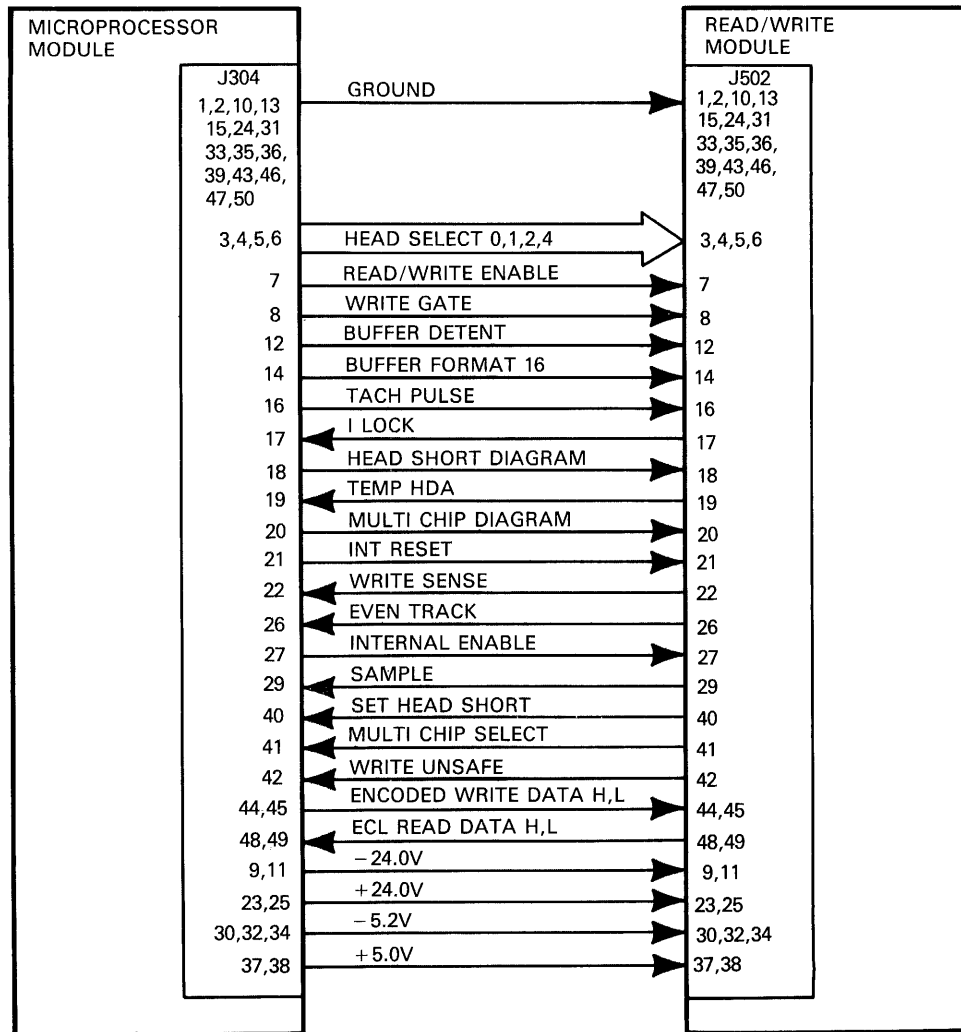 MICROPROCESSOR
MODULE
READ/WRITE
MODULE
J304
1,2,10,13
15,24,31
33,35,36,
39,43,46,
47,50
GROUND
J502
1,2,10,13
15,24,31
33,35,36,
39,43,46,
47,50
3,4,5,6 HEAD SELECT 0,1,2,4 3,4,5,6
7 READ/WRITE ENABLE 7
8 WRITE GATE 8
12 BUFFER DETENT 12
14 BUFFER FORMAT 16 14
16 TACH PULSE 16
17 I LOCK 17
18 HEAD SHORT DIAGRAM 18
19 TEMP HDA 19
20 MULTI CHIP DIAGRAM 20
21 INT RESET 21
22 WRITE SENSE 22
26 EVEN TRACK 26
27 INTERNAL ENABLE 27
29 SAMPLE 29
40 SET HEAD SHORT 40
41 MULTI CHIP SELECT 41
42 WRITE UNSAFE 42
44,45 ENCODED WRITE DATA H,L 44,45
48,49 ECL READ DATA H,L 48,49
9,11 −24.0V 9,11
23,25 +24.0V 23,25
30,32,34 −5.2V 30,32,34
37,38 +5.0V 37,38